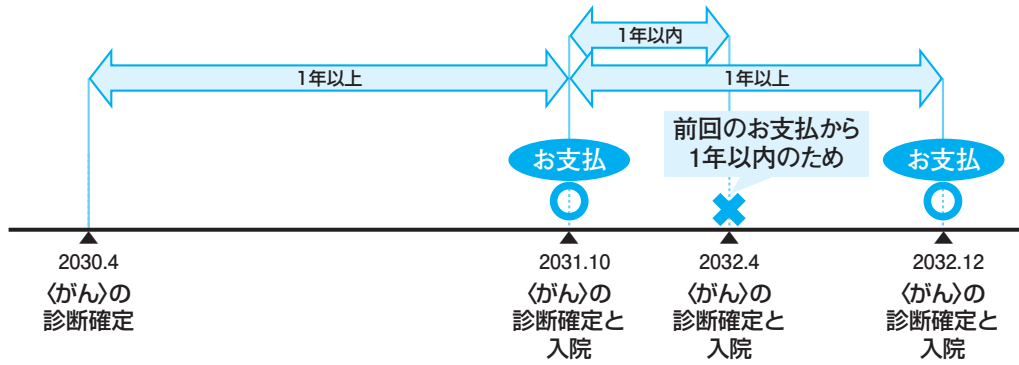 1年以内
1年以上
1年以上
前回のお支払から
1年以内のため
お支払
お支払
2030.4
〈がん〉の
診断確定
2031.10
〈がん〉の
診断確定と
入院
2032.4
〈がん〉の
診断確定と
入院
2032.12
〈がん〉の
診断確定と
入院